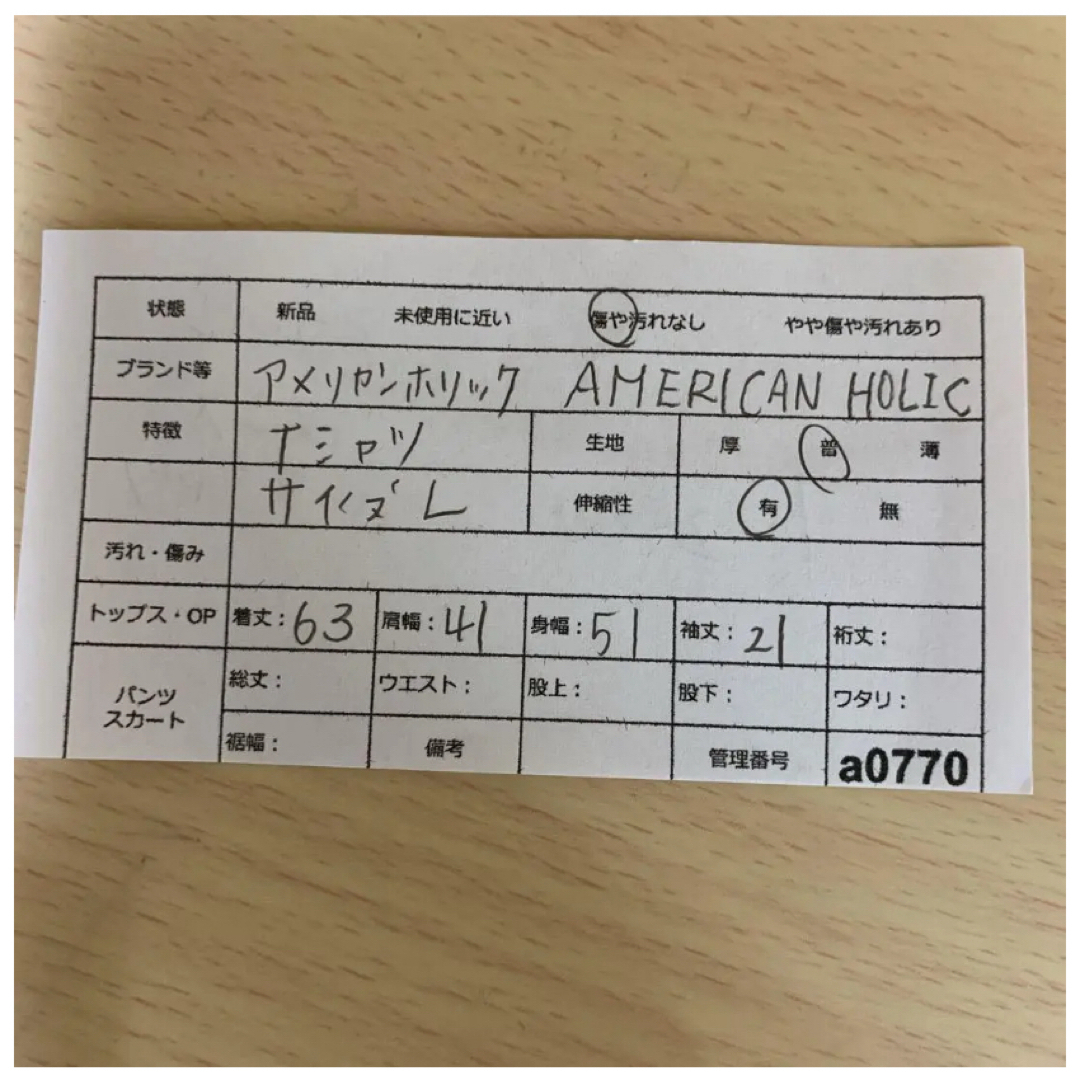 状態 新品 未使用に近い 傷や汚れなし やや傷や汚れあり
ブランド等 アメリカンホリック AMERICAN HOLIC
特徴 Tシャツ 生地 厚 普 薄
サイズ L 伸縮性 有 無
汚れ・傷み
トップス・OP 着丈：63 肩幅：41 身幅：51 袖丈：21 裄丈：
パンツ スカート 総丈： ウエスト： 股上： 股下： ワタリ：
裾幅： 備考 管理番号 a0770